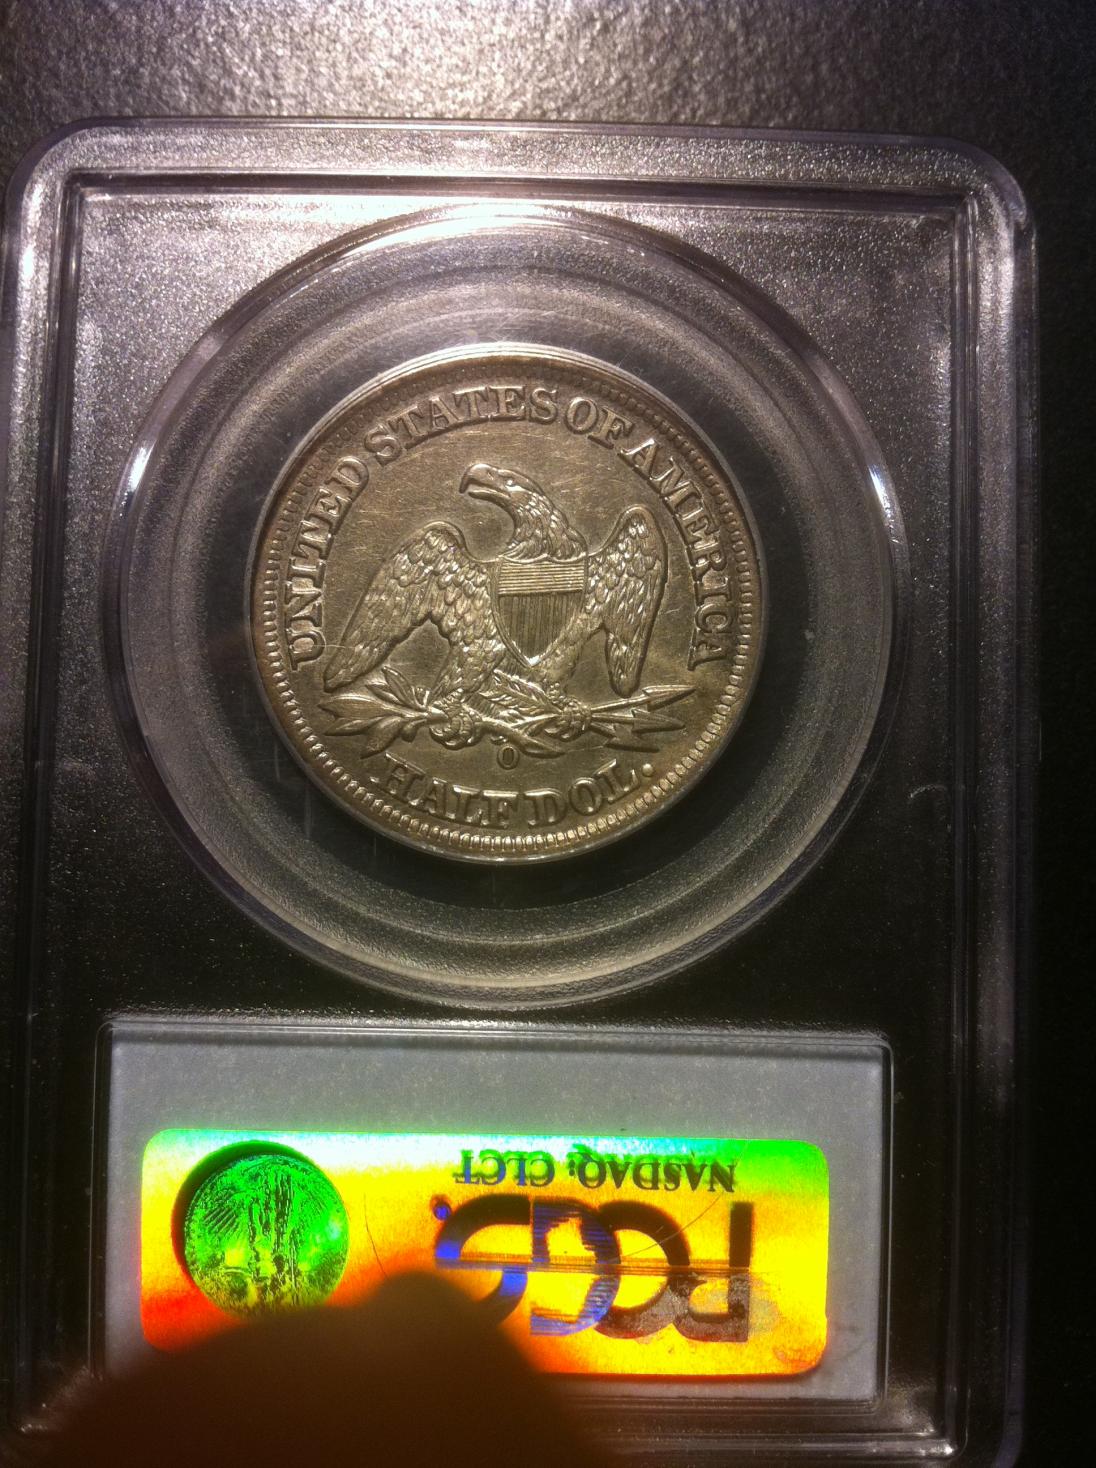 UNITED STATES OF AMERICA
O
HALF DOL.
NASDAQ: CLCT
PCGS